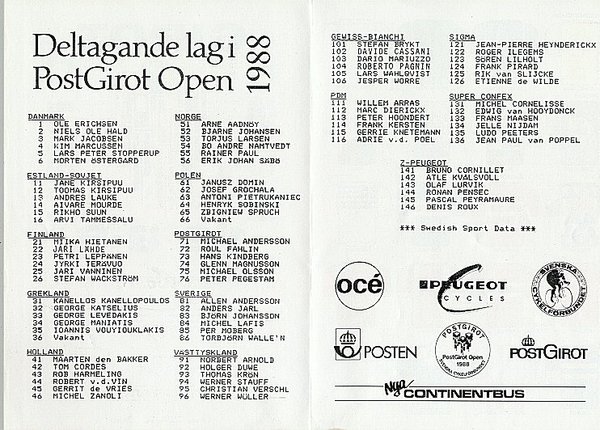 Deltagande lag i
PostGirot Open
1988
DANMARK
1 OLE ERICHSEN
2 NIELS OLE HALD
3 MARK JACOBSEN
4 KIM MARCUSSEN
5 LARS PETER STOPPERUP
6 MORTEN ÖSTERGARD
ESTLAND-SOVJET
11 JANE KIRSIPUU
12 TOOMAS KIRSIPUU
13 ANDRES LAUKE
14 AIVARE MOURDE
15 RIKHO SUUN
16 ARVI TAMMESSALU
FINLAND
21 MIIKA HIETANEN
22 JARI LÄHDE
23 PETRI LEPPÄNEN
24 JYRKI TERÄVUO
25 JARI VANNINEN
26 STEFAN WACKSTRÖM
GREKLAND
31 KANELLOS KANELLOPOULOS
32 GEORGE KATSELIUS
33 GEORGE LEVEDAKIS
34 GEORGE MANIATIS
35 IOANNIS VOUYIOUKLAKIS
36 Vakant
HOLLAND
41 MAARTEN den BAKKER
42 TOM CORDES
43 ROB HARMELING
44 ROBERT v.d.VIN
45 GERRIT de VRIES
46 MICHEL ZANOLI
NORGE
51 ARNE AADNÖY
52 BJARNE JOHANSEN
53 TORJUS LARSEN
54 BO ANDRE NAMTVEDT
55 RAINER PAUL
56 ERIK JOHAN SÄBÖ
POLEN
61 JANUSZ DOMIN
62 JOSEF GROCHALA
63 ANTONI PIETRUKANIEC
64 HENRYK SOBINSKI
65 ZBIGNIEW SPRUCH
66 Vakant
POSTGIROT
71 MICHAEL ANDERSSON
72 ROUL FAHLIN
73 HANS KINDBERG
74 GLENN MAGNUSSON
75 MICHAEL OLSSON
76 PETER PEGESTAM
SVERIGE
81 ALLEN ANDERSSON
82 ANDERS JARL
83 BJÖRN JOHANSSON
84 MICHEL LAFIS
85 PER MOBERG
86 TORBJÖRN WALLE'N
VÄSTTYSKLAND
91 NORBERT ARNOLD
92 HOLGER DUWE
93 THOMAS KRÖN
94 WERNER STAUFF
95 CHRISTIAN VERSCHL
96 WERNER WÜLLER
GEWISS-BIANCHI
101 STEFAN BRYKT
102 DAVIDE CASSANI
103 DARIO MARIUZZO
104 ROBERTO PAGNIN
105 LARS WAHLQVIST
106 JESPER WORRE
PDM
111 WILLEM ARRAS
112 MARC DIERICKX
113 PETER HOONDERT
114 FRANK KERSTEN
115 GERRIE KNETEMANN
116 ADRIE v.d. POEL
SIGMA
121 JEAN-PIERRE HEYNDERICKX
122 ROGER ILEGEMS
123 SØREN LILHOLT
124 FRANK PIRARD
125 RIK van SLIJCKE
126 ETIENNE de WILDE
SUPER CONFEX
131 MICHEL CORNELISSE
132 EDWIG van HOOYDONCK
133 FRANS MAASEN
134 JELLE NIJDAM
135 LUDO PEETERS
136 JEAN PAUL van POPPEL
Z-PEUGEOT
141 BRUNO CORNILLET
142 ATLE KVÅLSVOLL
143 OLAF LURVIK
144 RONAN PENSEC
145 PASCAL PEYRAMAURE
146 DENIS ROUX
*** Swedish Sport Data ***
océ
PEUGEOT
CYCLES
SVENSKA
CYKELFÖRBUNDET
POSTEN
POSTGIROT
PostGirot Open
1988
POSTGIROT
Nya
CONTINENTBUS